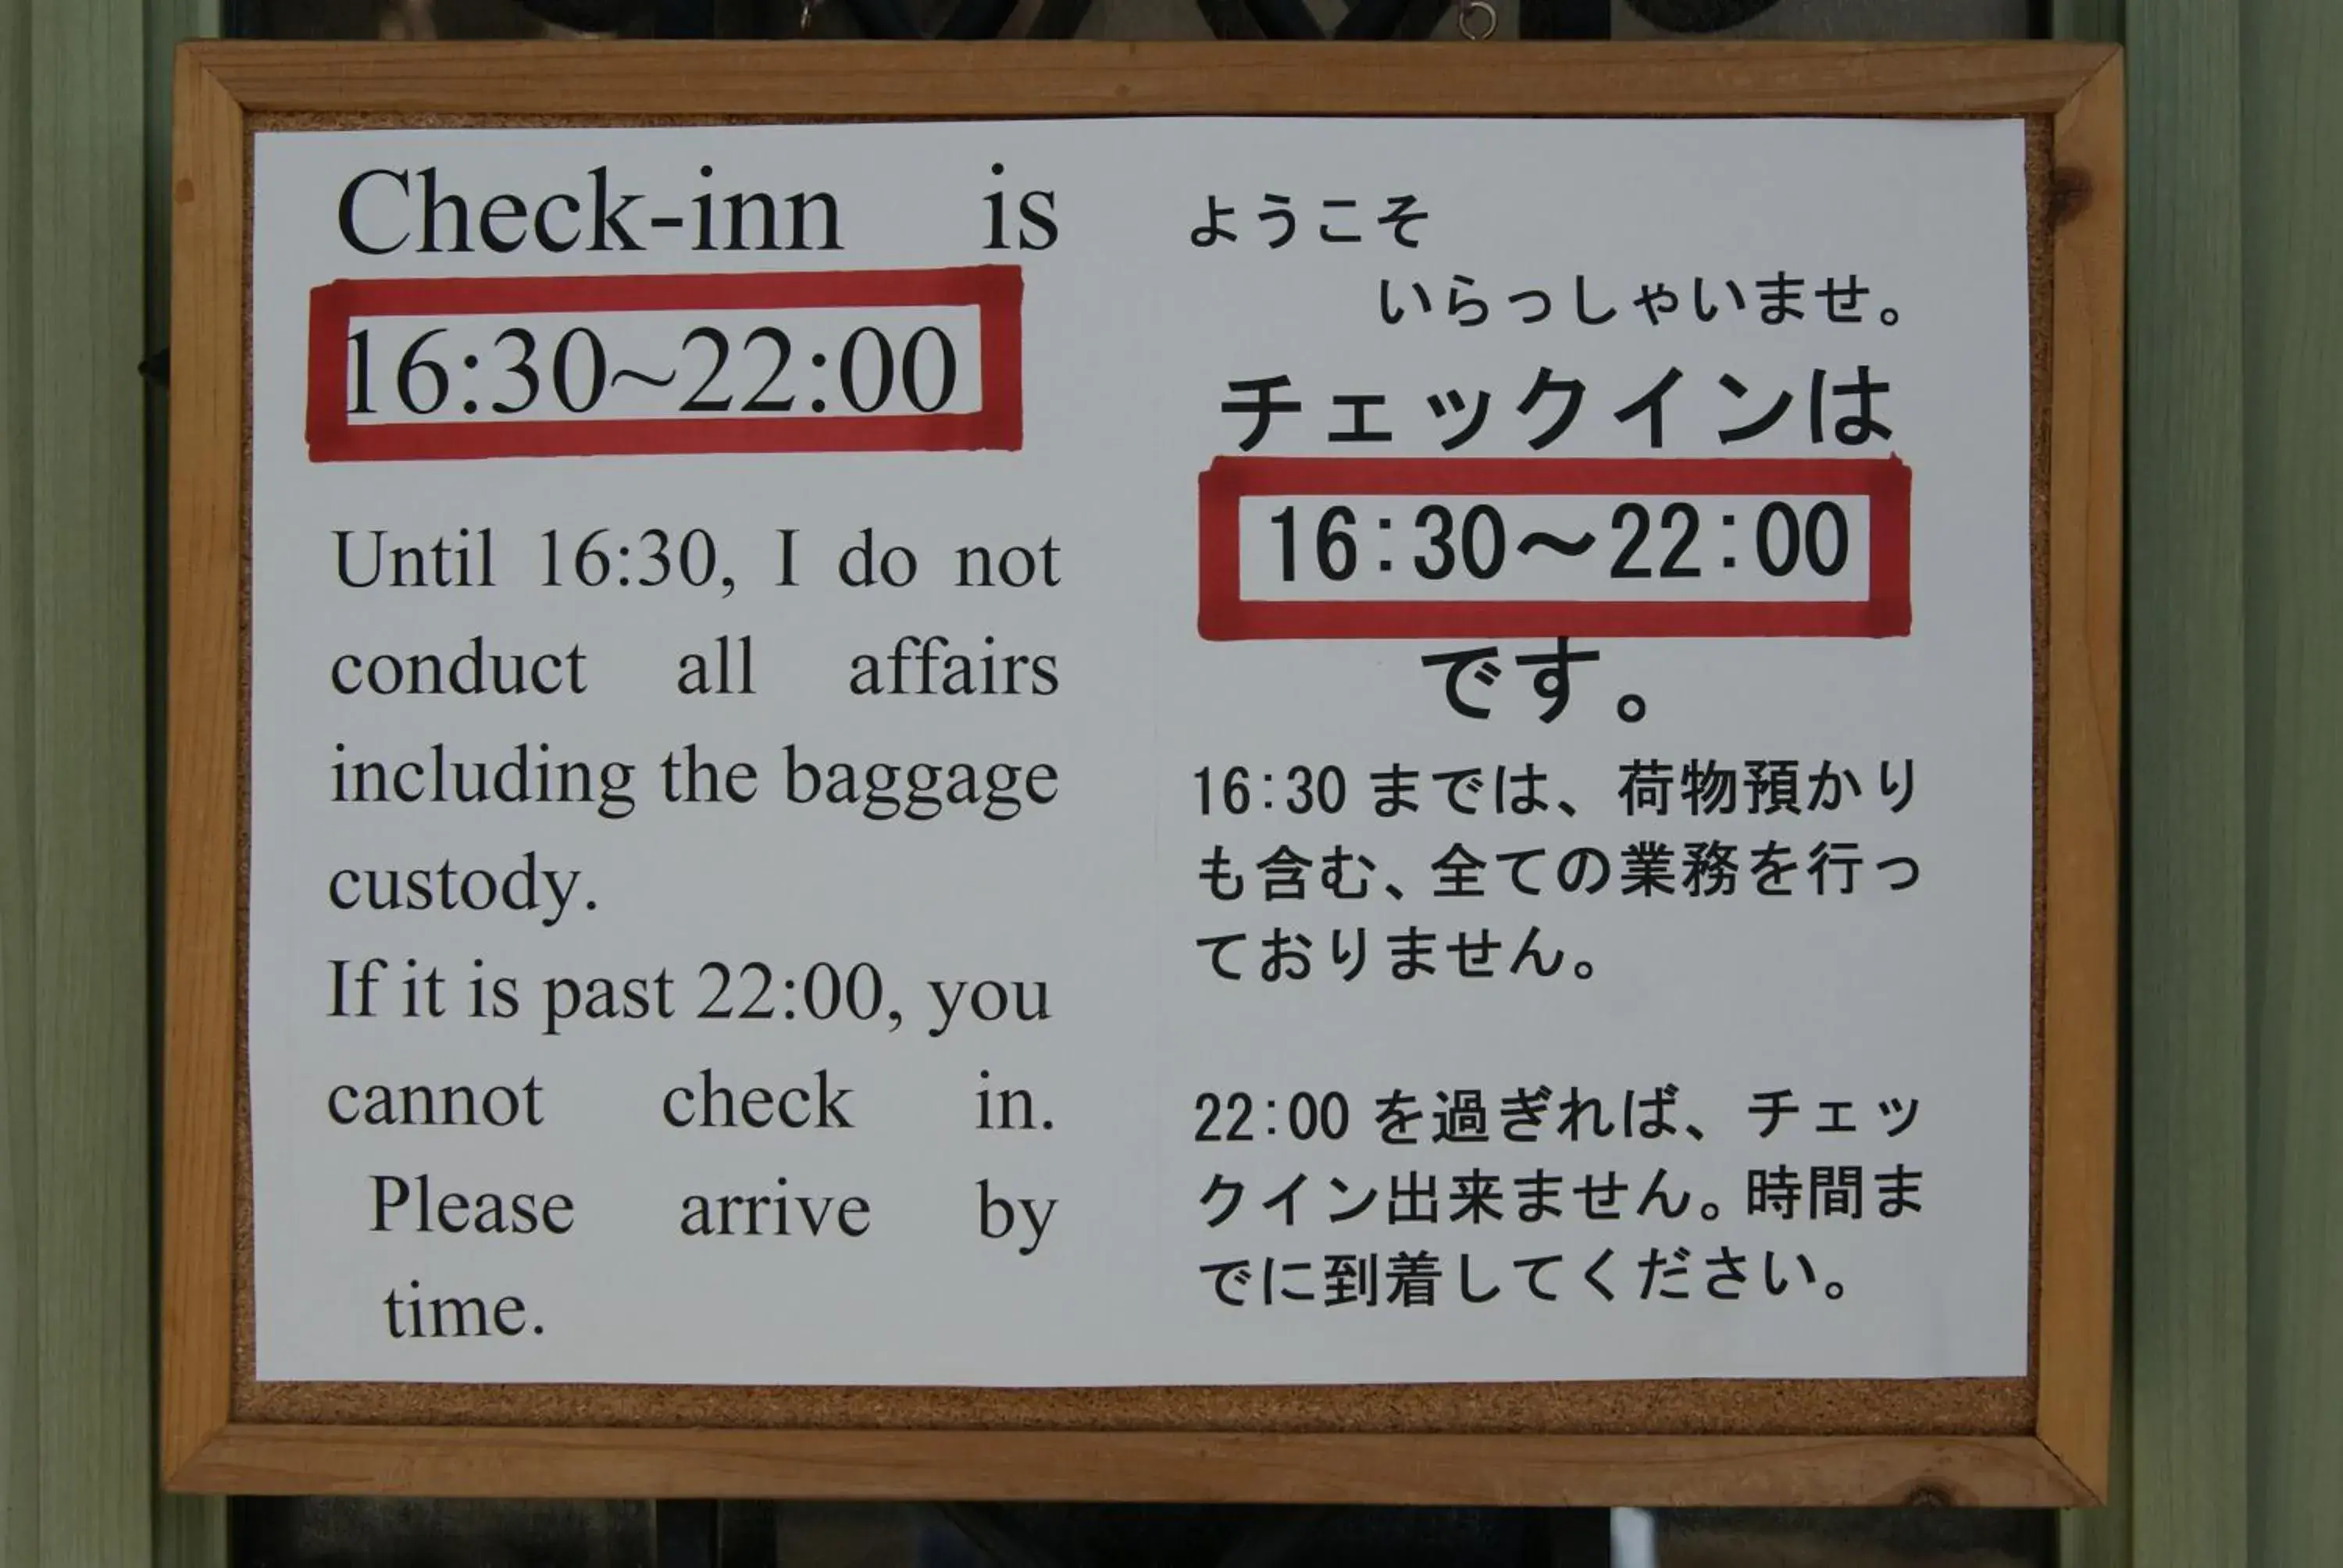 Check-inn is
16:30~22:00
Until 16:30, I do not
conduct all affairs
including the baggage
custody.
If it is past 22:00, you
cannot check in.
Please arrive by
time.
ようこそ
いらっしゃいませ。
チェックインは
16:30～22:00
です。
16:30 までは、荷物預かり
も含む、全ての業務を行っ
ておりません。
22:00 を過ぎれば、チェッ
クイン出来ません。時間ま
でに到着してください。